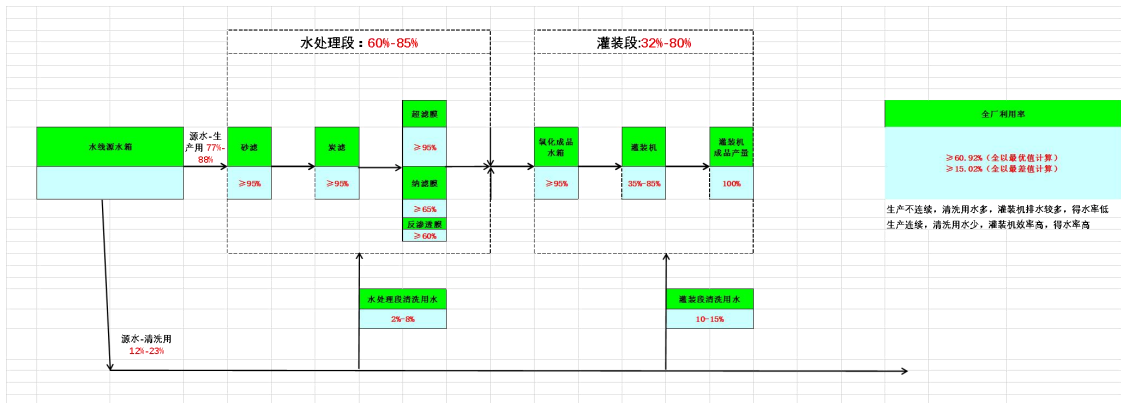 水处理段：60%-85%
灌装段:32%-80%
水线源水箱
源水-生
产用 77%-
88%
砂滤
≥95%
炭滤
≥95%
超滤膜
≥95%
纳滤膜
≥65%
反渗透膜
≥60%
氧化成品
水箱
≥95%
灌装机
35%-85%
灌装机
成品产量
100%
全厂利用率
≥60.92%（全以最优值计算）
≥15.02%（全以最差值计算）
生产不连续，清洗用水多，灌装机排水较多，得水率低
生产连续，清洗用水少，灌装机效率高，得水率高
水处理段清洗用水
2%-8%
灌装段清洗用水
10-15%
源水-清洗用
12%-23%